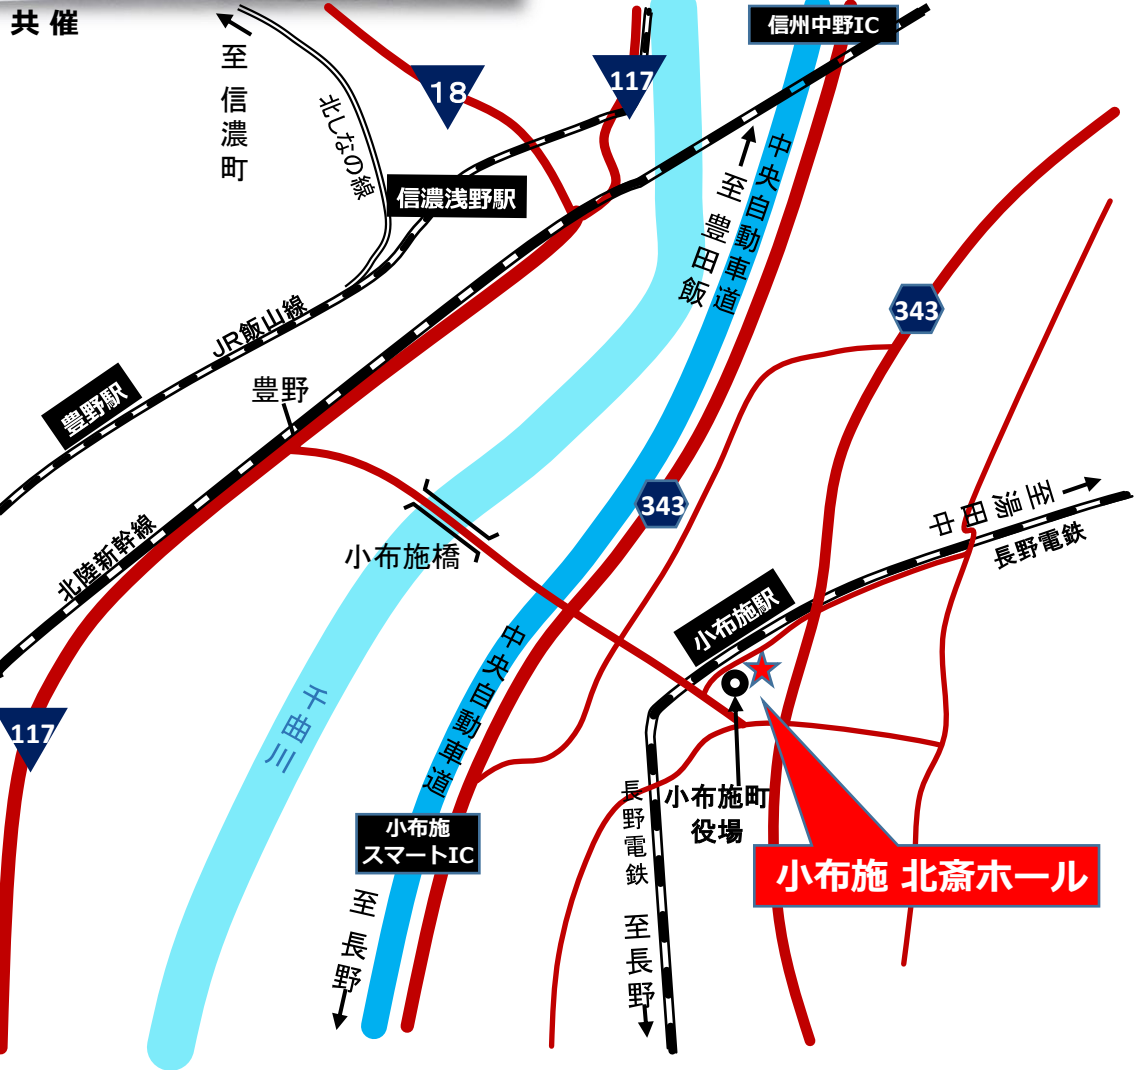 共 催
信州中野IC
至 信濃町
北しなの線
18
117
中央自動車道
至 豊田飯
信濃浅野駅
343
JR飯山線
豊野
豊野駅
343
至湯田中
長野電鉄
小布施橋
北陸新幹線
小布施駅
中央自動車道
千曲川
117
小布施町
役場
長野電鉄
小布施
スマートIC
小布施 北斎ホール
至 長野
至長野